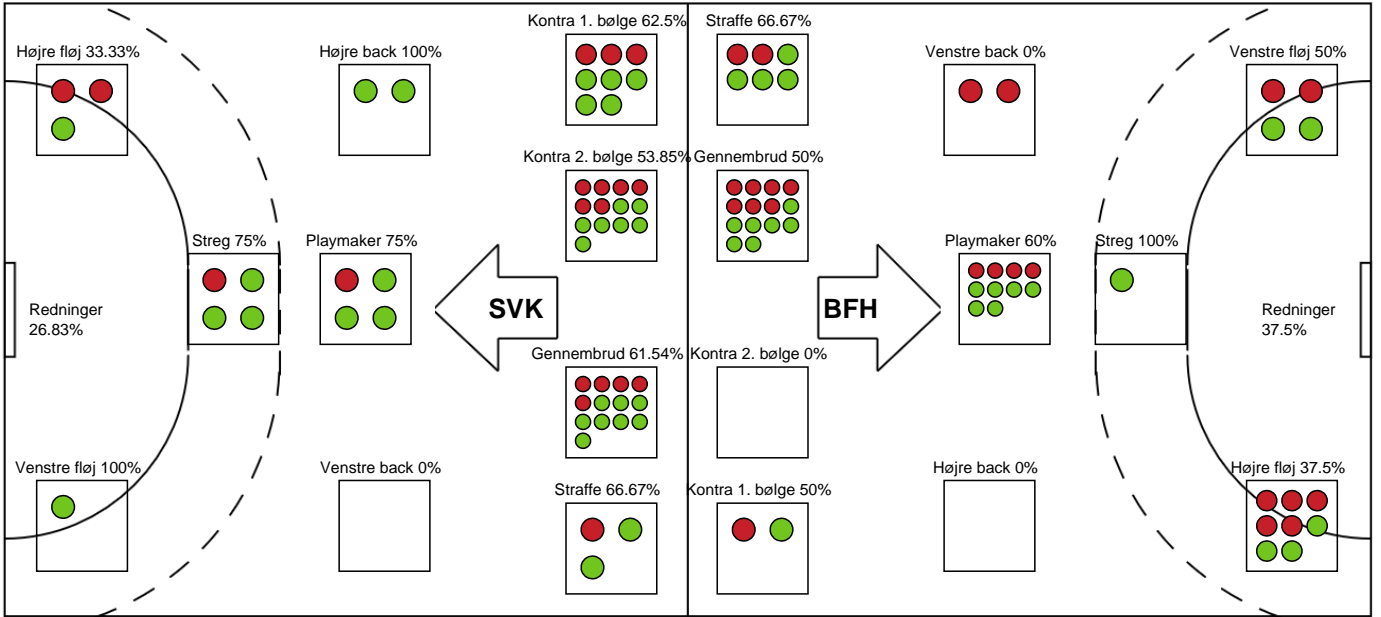 Kontra 1. bølge 62.5%
Straffe 66.67%
Højre fløj 33.33%
Højre back 100%
Venstre back 0%
Venstre fløj 50%
Kontra 2. bølge 53.85%
Gennembrud 50%
Streg 75%
Playmaker 75%
Playmaker 60%
Streg 100%
Redninger
26.83%
SVK
BFH
Redninger
37.5%
Gennembrud 61.54%
Kontra 2. bølge 0%
Venstre fløj 100%
Venstre back 0%
Højre back 0%
Højre fløj 37.5%
Straffe 66.67%
Kontra 1. bølge 50%